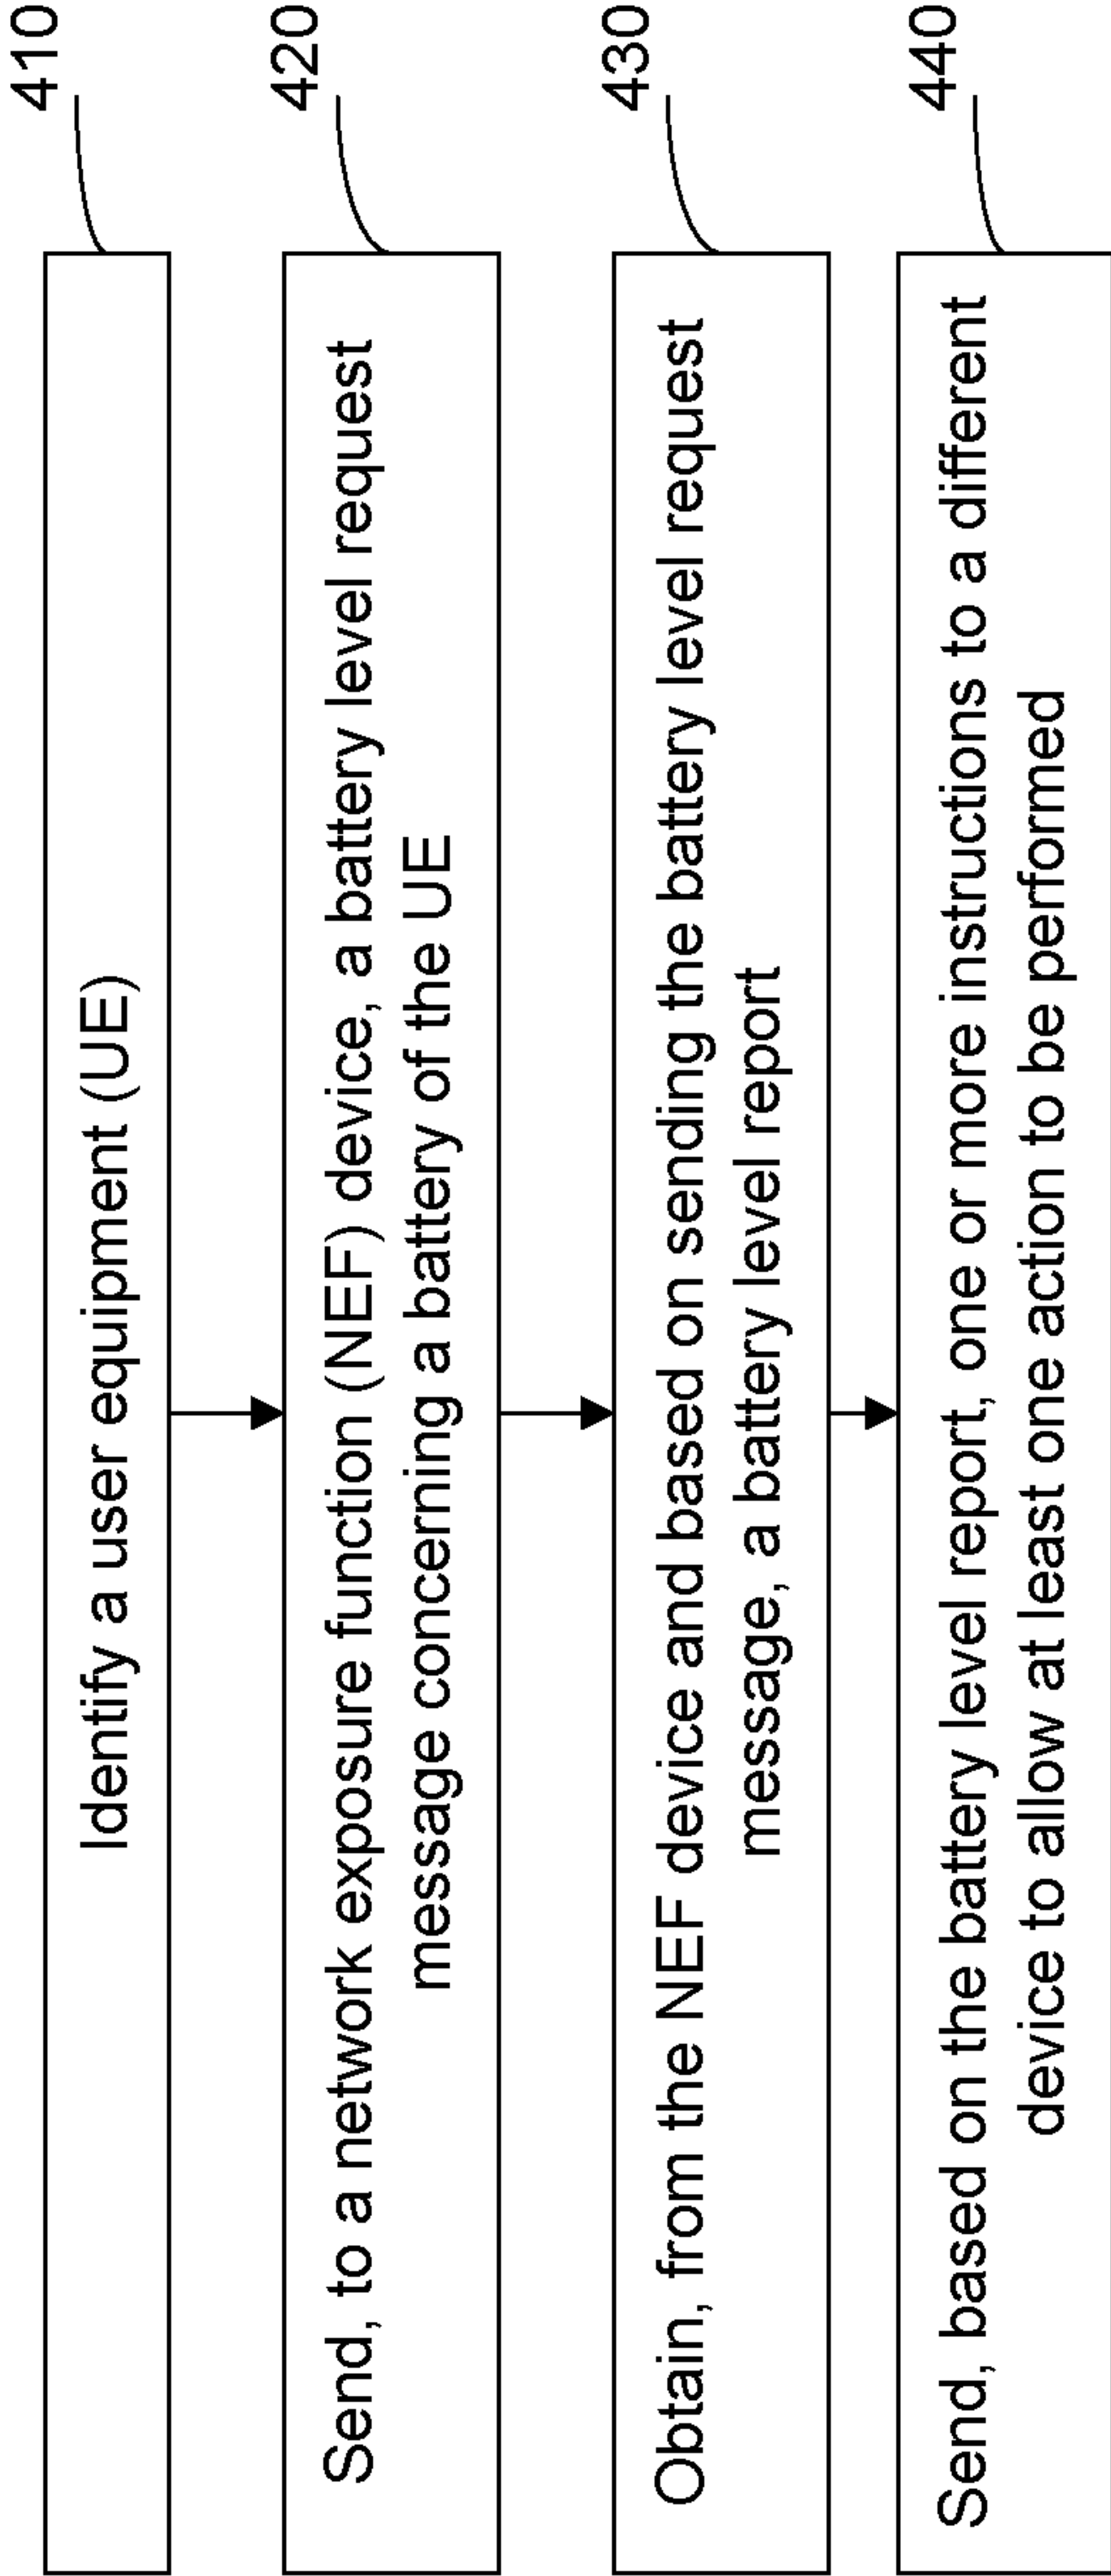 410
Identify a user equipment (UE)
420
Send, to a network exposure function (NEF) device, a battery level request
message concerning a battery of the UE
430
Obtain, from the NEF device and based on sending the battery level request
message, a battery level report
440
Send, based on the battery level report, one or more instructions to a different
device to allow at least one action to be performed